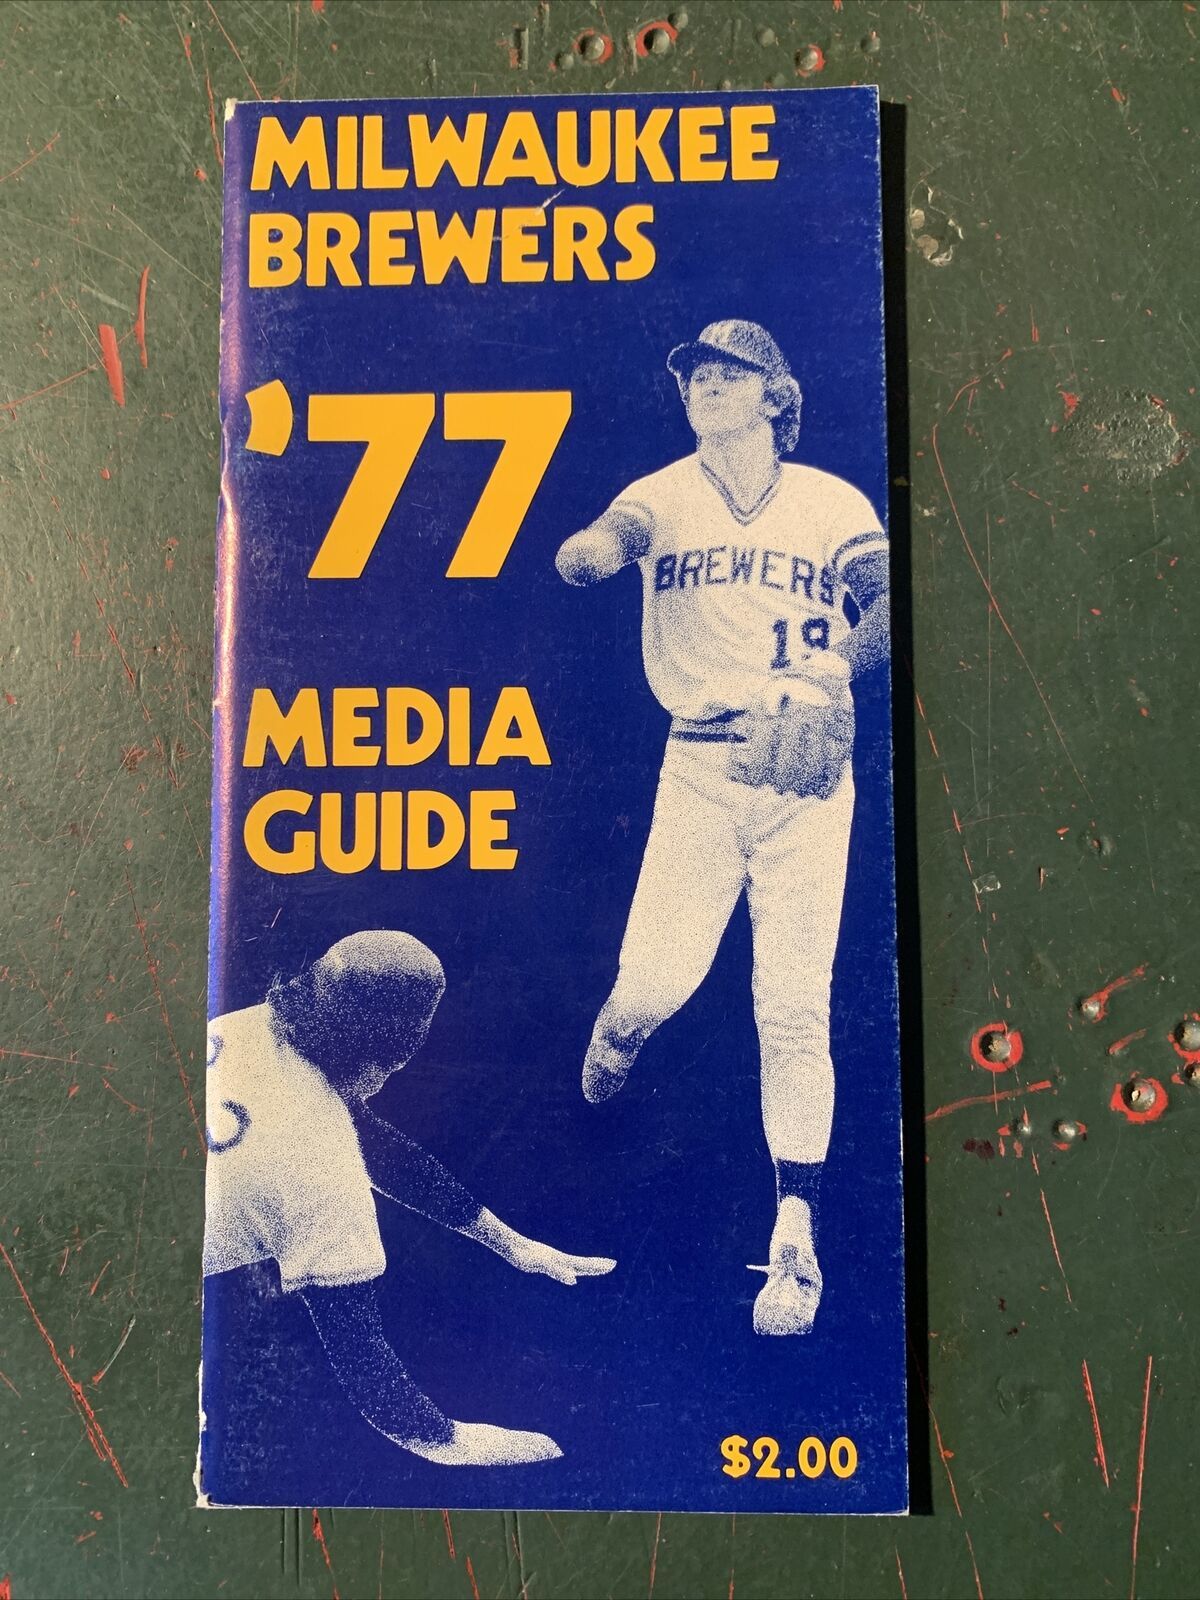 MILWAUKEE
BREWERS
'77
BREWERS
19
MEDIA
GUIDE
$2.00